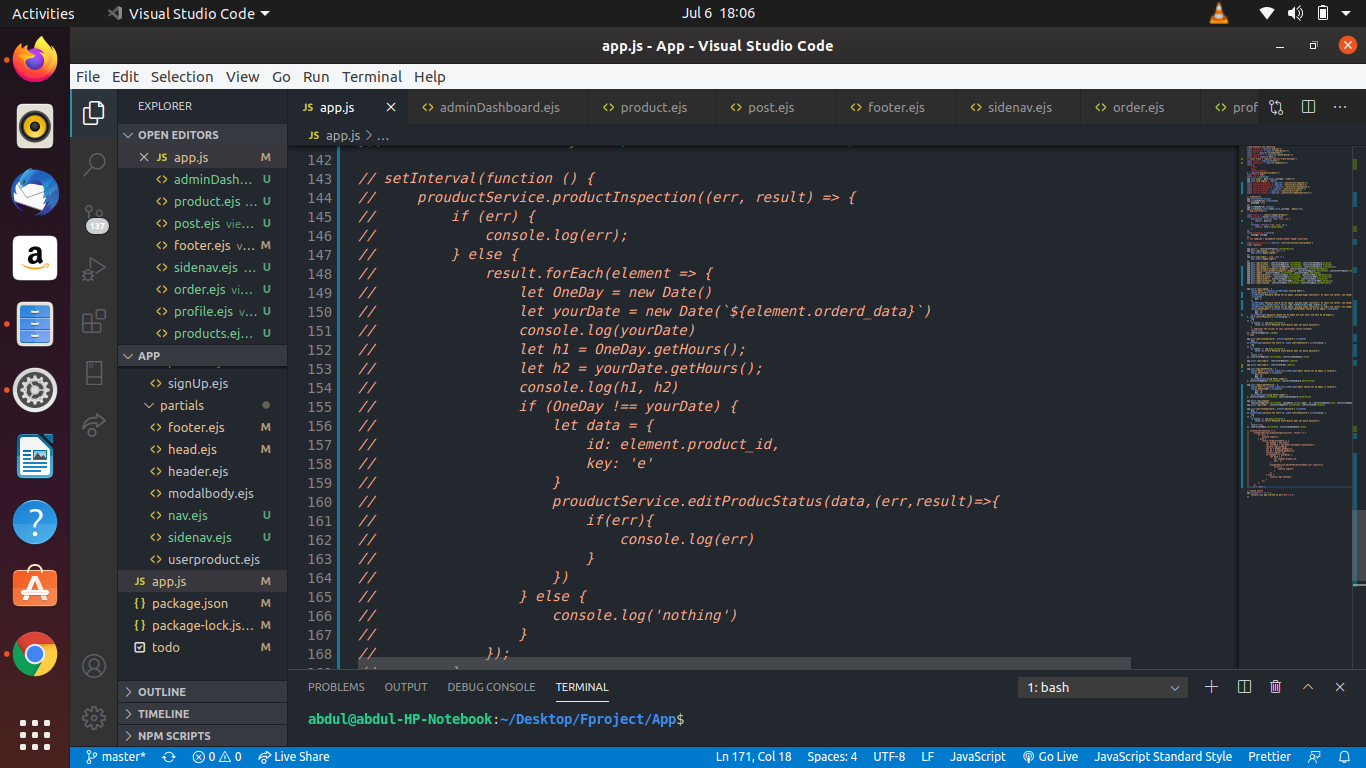 Activities
Visual Studio Code
Jul 6 18:06
app.js - App - Visual Studio Code
File Edit Selection View Go Run Terminal Help
EXPLORER
OPEN EDITORS
app.js M
adminDash... U
product.ejs ... U
post.ejs vie... U
footer.ejs v... M
sidenav.ejs ... U
order.ejs vi... U
profile.ejs v... U
products.ej... U
APP
signUp.ejs
partials
footer.ejs M
head.ejs M
header.ejs
modalbody.ejs
nav.ejs U
sidenav.ejs U
userproduct.ejs
JS app.js M
{} package.json M
{} package-lock.js... M
todo M
OUTLINE
TIMELINE
NPM SCRIPTS
137
JS app.js
adminDashboard.ejs
product.ejs
post.ejs
footer.ejs
sidenav.ejs
order.ejs
prof
JS app.js > ...
142
143 // setInterval(function () {
144 //     prouductService.productInspection((err, result) => {
145 //         if (err) {
146 //             console.log(err);
147 //         } else {
148 //             result.forEach(element => {
149 //                 let OneDay = new Date()
150 //                 let yourDate = new Date(`${element.orderd_data}`)
151 //                 console.log(yourDate)
152 //                 let h1 = OneDay.getHours();
153 //                 let h2 = yourDate.getHours();
154 //                 console.log(h1, h2)
155 //                 if (OneDay !== yourDate) {
156 //                     let data = {
157 //                         id: element.product_id,
158 //                         key: 'e'
159 //                     }
160 //                     prouductService.editProducStatus(data,(err,result)=>{
161 //                         if(err){
162 //                             console.log(err)
163 //                         }
164 //                     })
165 //                 } else {
166 //                     console.log('nothing')
167 //                 }
168 //             });
PROBLEMS OUTPUT DEBUG CONSOLE TERMINAL
1: bash
abdul@abdul-HP-Notebook:~/Desktop/Fproject/App$
master* 0 0 Live Share
Ln 171, Col 18 Spaces: 4 UTF-8 LF JavaScript Go Live JavaScript Standard Style Prettier